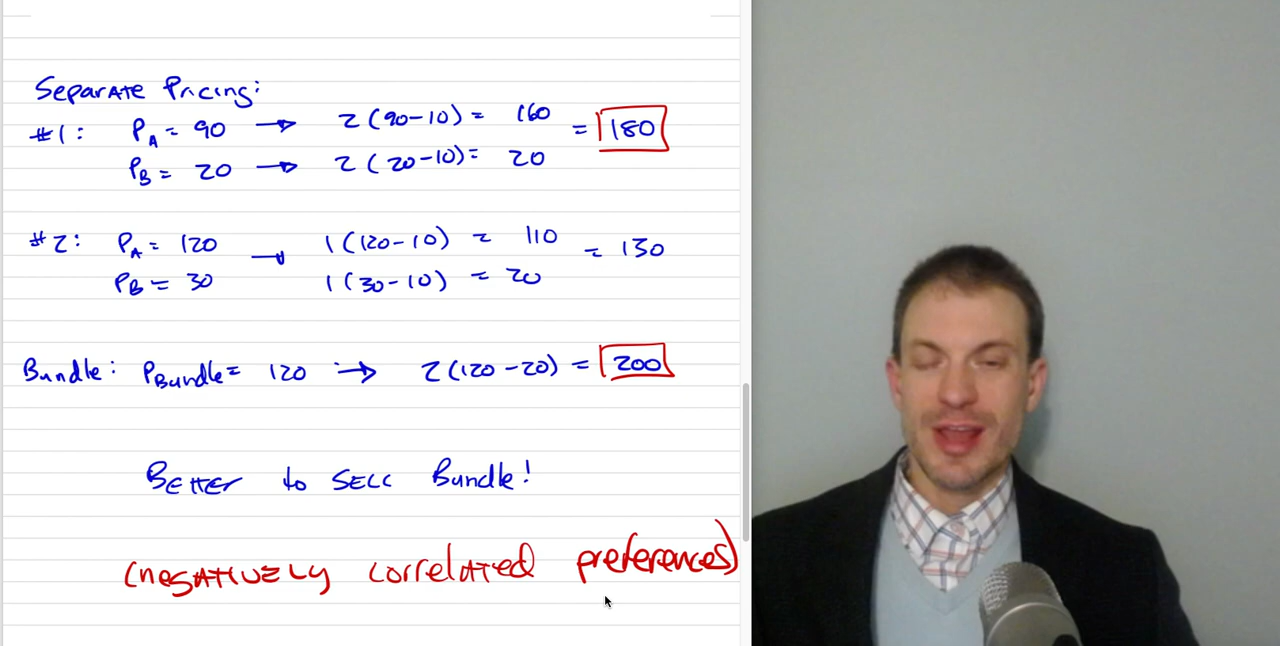 Separate Pricing:
#1: PA = 90 → 2(90-10) = 160 = 180
PB = 20 → 2(20-10) = 20
#2: PA = 120 → 1(120-10) = 110 = 130
PB = 30 1(30-10) = 20
Bundle: PBundle = 120 → 2(120-20) = 200
Better to sell Bundle!
(negatively correlated preferences)